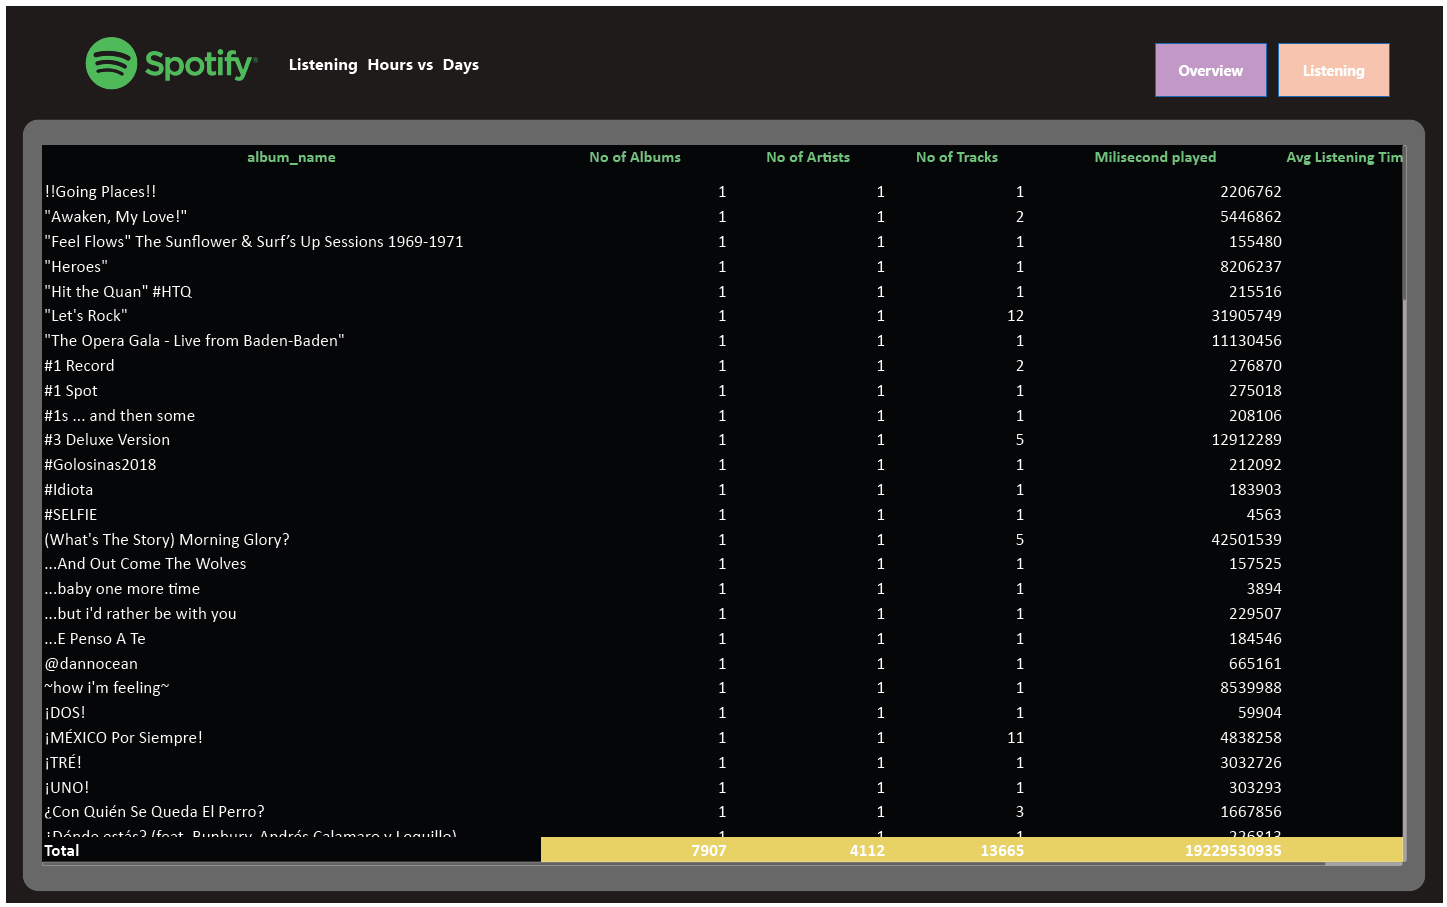 Spotify® Listening Hours vs Days Overview Listening
album_name No of Albums No of Artists No of Tracks Milisecond played Avg Listening Tim
!!Going Places!! 1 1 1 2206762
"Awaken, My Love!" 1 1 2 5446862
"Feel Flows" The Sunflower & Surf’s Up Sessions 1969-1971 1 1 1 155480
"Heroes" 1 1 1 8206237
"Hit the Quan" #HTQ 1 1 1 215516
"Let's Rock" 1 1 12 31905749
"The Opera Gala - Live from Baden-Baden" 1 1 1 11130456
#1 Record 1 1 2 276870
#1 Spot 1 1 1 275018
#1s ... and then some 1 1 1 208106
#3 Deluxe Version 1 1 5 12912289
#Golosinas2018 1 1 1 212092
#Idiota 1 1 1 183903
#SELFIE 1 1 1 4563
(What's The Story) Morning Glory? 1 1 5 42501539
...And Out Come The Wolves 1 1 1 157525
...baby one more time 1 1 1 3894
...but i'd rather be with you 1 1 1 229507
...E Penso A Te 1 1 1 184546
@dannocean 1 1 1 665161
~how i'm feeling~ 1 1 1 8539988
¡DOS! 1 1 1 59904
¡MÉXICO Por Siempre! 1 1 11 4838258
¡TRÉ! 1 1 1 3032726
¡UNO! 1 1 1 303293
¿Con Quién Se Queda El Perro? 1 1 3 1667856
¿Dónde estás? (feat. Bunbury, Andrés Calamaro y Loquillo) 1 1 1 226813
Total 7907 4112 13665 19229530935